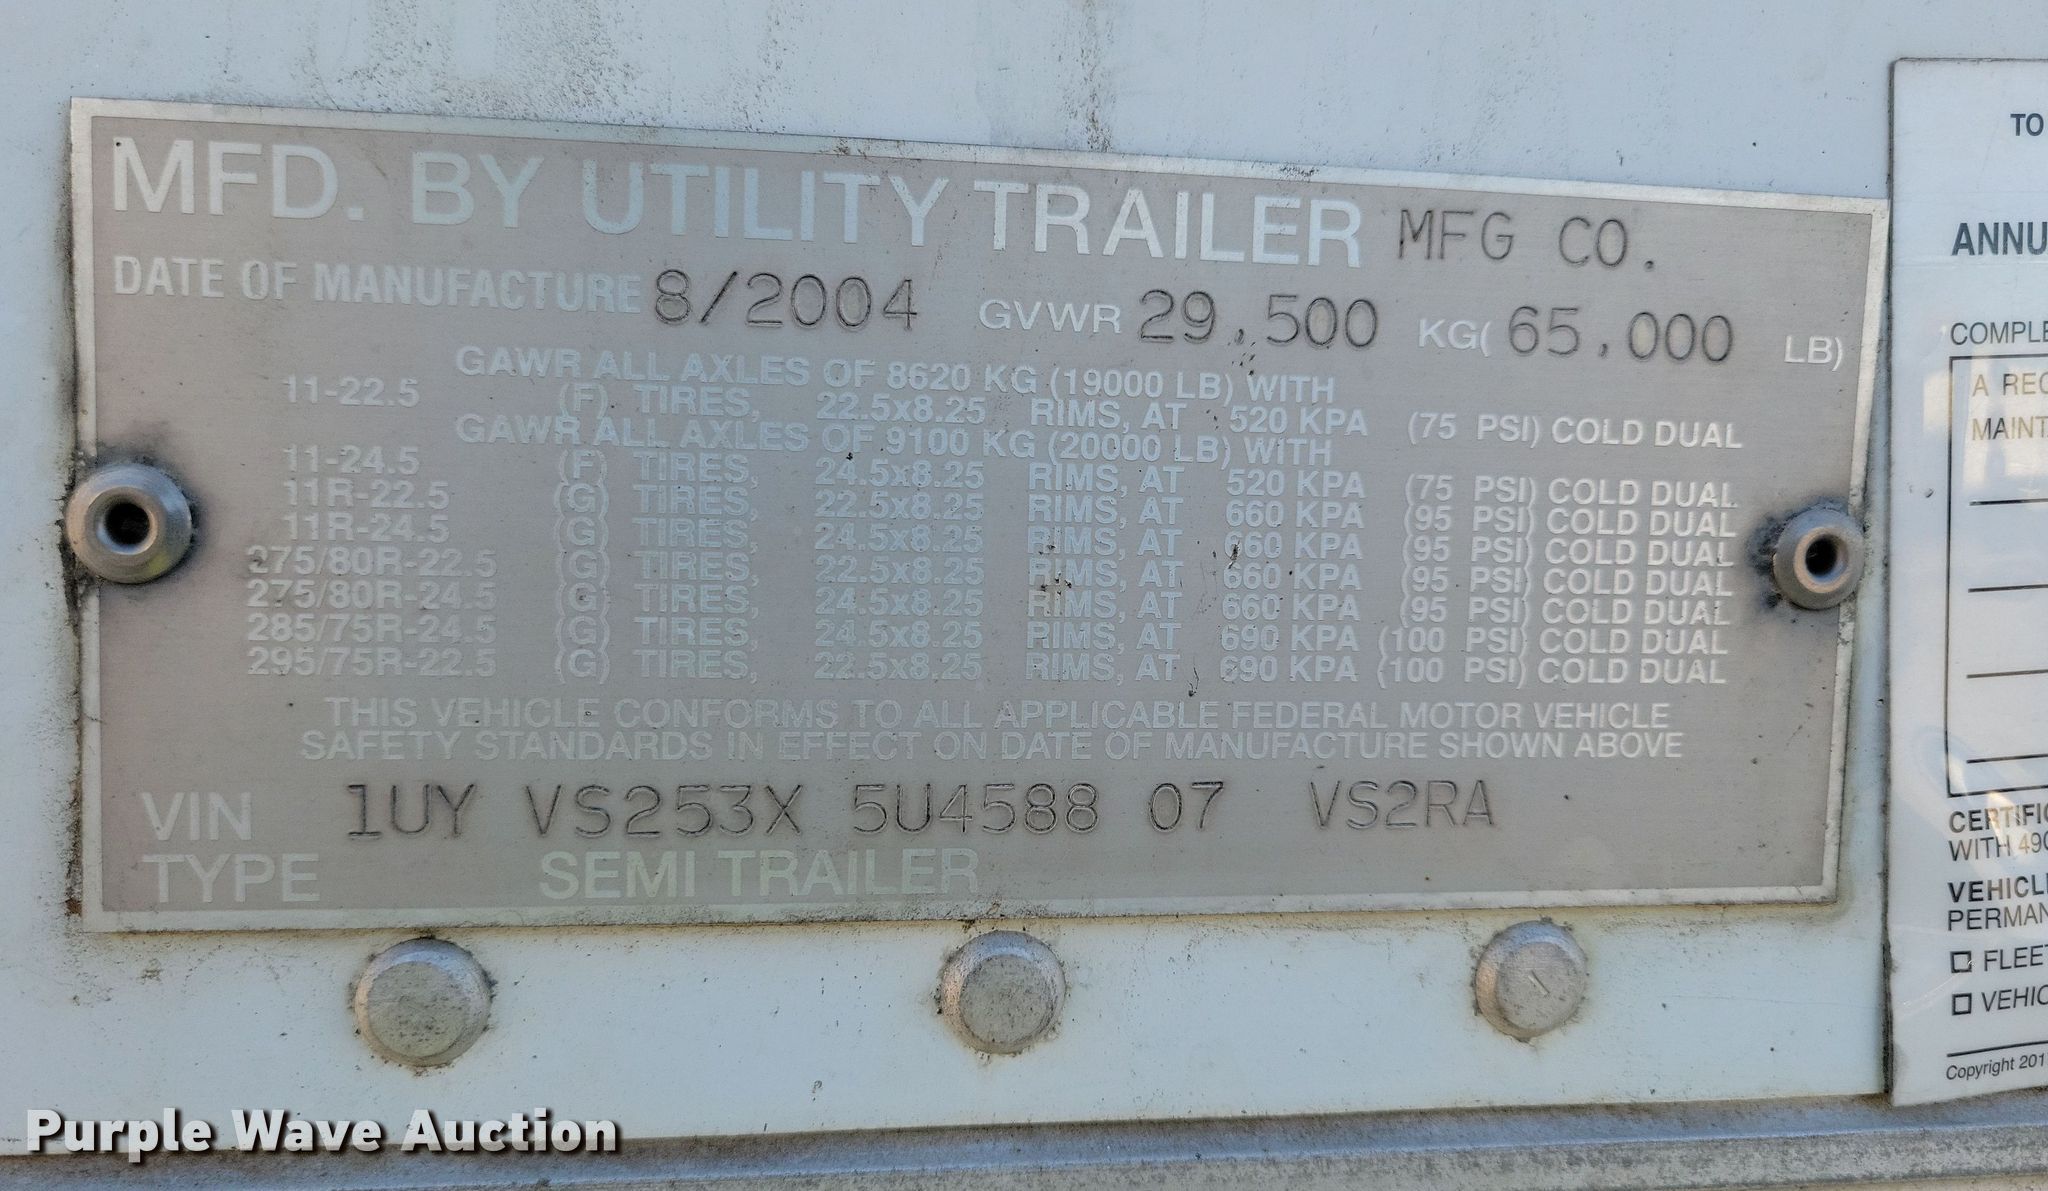 MFD. BY UTILITY TRAILER MFG CO.
DATE OF MANUFACTURE 8/2004 GVWR 29,500 KG( 65,000 LB)
GAWR ALL AXLES OF 8620 KG (19000 LB) WITH
11-22.5 (F) TIRES, 22.5x8.25 RIMS, AT 520 KPA (75 PSI) COLD DUAL
GAWR ALL AXLES OF 9100 KG (20000 LB) WITH
11-24.5 (F) TIRES, 24.5x8.25 RIMS, AT 520 KPA (75 PSI) COLD DUAL
11R-22.5 (G) TIRES, 22.5x8.25 RIMS, AT 660 KPA (95 PSI) COLD DUAL
11R-24.5 (G) TIRES, 24.5x8.25 RIMS, AT 660 KPA (95 PSI) COLD DUAL
275/80R-22.5 (G) TIRES, 22.5x8.25 RIMS, AT 660 KPA (95 PSI) COLD DUAL
275/80R-24.5 (G) TIRES, 24.5x8.25 RIMS, AT 660 KPA (95 PSI) COLD DUAL
285/75R-24.5 (G) TIRES, 24.5x8.25 RIMS, AT 690 KPA (100 PSI) COLD DUAL
295/75R-22.5 (G) TIRES, 22.5x8.25 RIMS, AT 690 KPA (100 PSI) COLD DUAL
THIS VEHICLE CONFORMS TO ALL APPLICABLE FEDERAL MOTOR VEHICLE
SAFETY STANDARDS IN EFFECT ON DATE OF MANUFACTURE SHOWN ABOVE
VIN 1UY VS253X 5U4588 07 VS2RA
TYPE SEMI TRAILER
TO
ANNU
COMPLE
A REC
MAINT
CERTIFIC
WITH 490
VEHICL
PERMAN
FLEET
VEHIC
Copyright 201
Purple Wave Auction